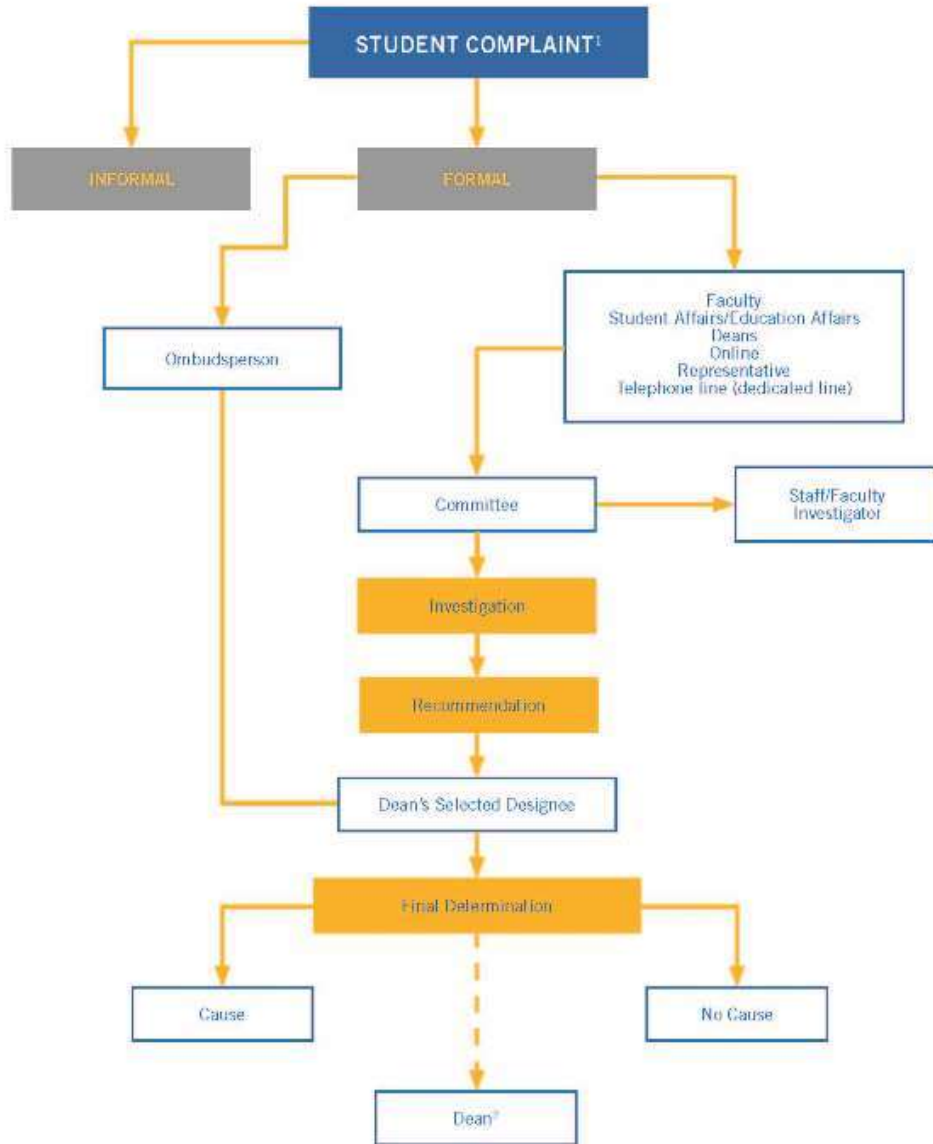 STUDENT COMPLAINT¹
INFORMAL
FORMAL
Faculty
Student Affairs/Education Affairs
Deans
Online
Representative
Telephone line (dedicated line)
Ombudsperson
Committee
Staff/Faculty
Investigator
Investigation
Recommendation
Dean's Selected Designee
Final Determination
Cause
No Cause
Dean²